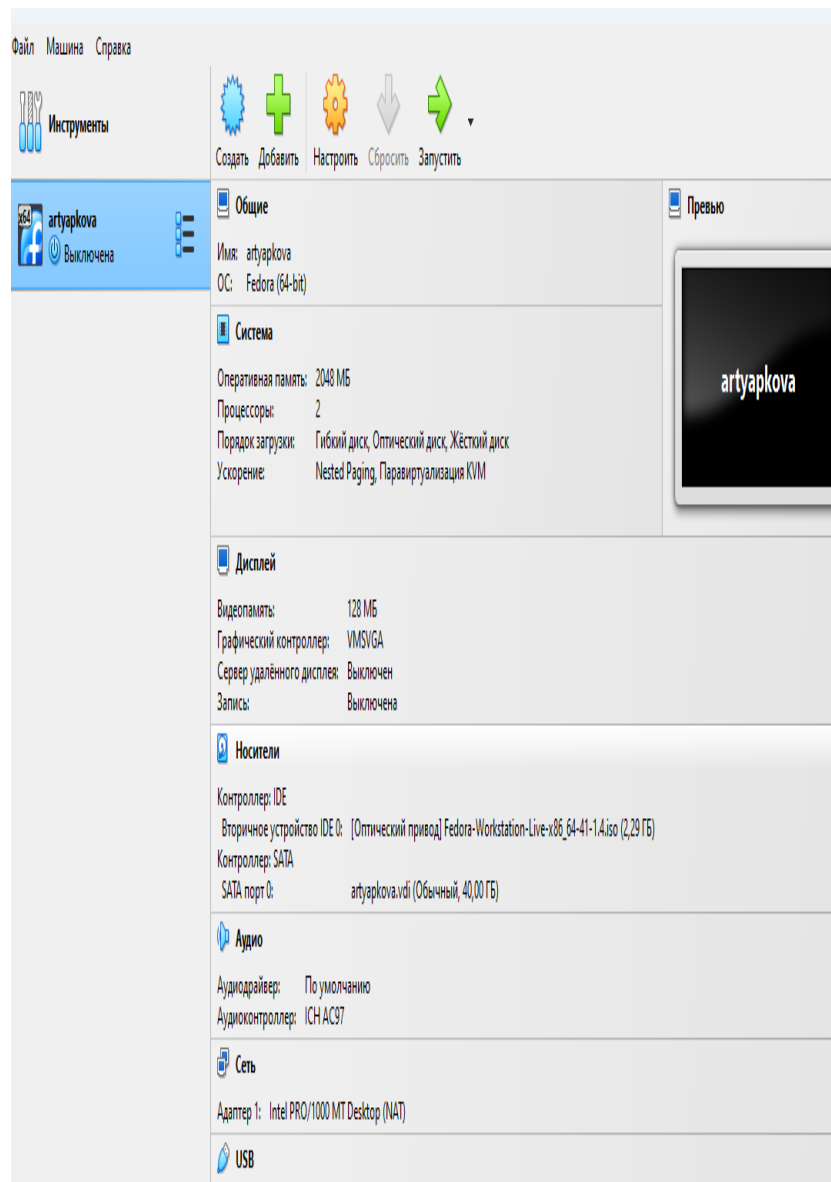 Файл Машина Справка
Инструменты
Создать Добавить Настроить Сбросить Запустить
x64
artyapkova
Выключена
Общие
Имя: artyapkova
ОС: Fedora (64-bit)
Превью
artyapkova
Система
Оперативная память: 2048 МБ
Процессоры: 2
Порядок загрузки: Гибкий диск, Оптический диск, Жёсткий диск
Ускорение: Nested Paging, Паравиртуализация KVM
Дисплей
Видеопамять: 128 МБ
Графический контроллер: VMSVGA
Сервер удалённого дисплея: Выключен
Запись: Выключена
Носители
Контроллер: IDE
Вторичное устройство IDE 0: [Оптический привод] Fedora-Workstation-Live-x86_64-41-1.4.iso (2,29 ГБ)
Контроллер: SATA
SATA порт 0: artyapkova.vdi (Обычный, 40,00 ГБ)
Аудио
Аудиодрайвер: По умолчанию
Аудиоконтроллер: ICH AC97
Сеть
Адаптер 1: Intel PRO/1000 MT Desktop (NAT)
USB